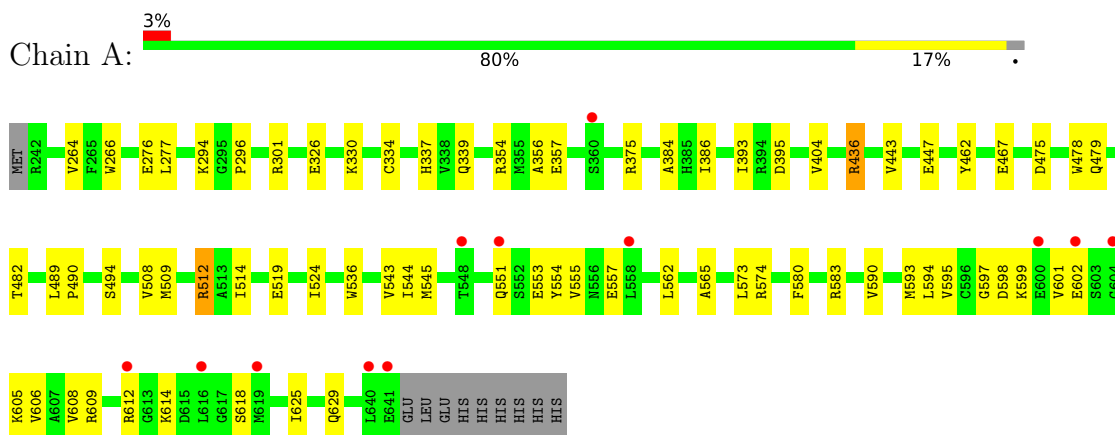 3%
Chain A:
80% 17% •
MET R242 V264 F265 W266 E276 L277 K294 G295 P296 R301 E326 K330 C334 H337 V338 Q339 R354 M355 A356 E357 S360 R375 A384 H385 I386 I393 R394 D395 V404 R436 V443 E447 Y462 E467 D475 W478 Q479
T482 L489 P490 S494 V508 M509 R512 A513 I514 E519 I524 W536 V543 I544 M545 T548 Q551 S552 E553 Y554 V555 N556 E557 L558 L562 A565 L573 R574 F580 R583 V590 M593 L594 V595 C596 G597 D598 K599 E600 V601 E602 S603
K605 V606 A607 V608 R609 R612 G613 K614 D615 L616 G617 S618 M619 I625 Q629 L640 E641 GLU LEU GLU HIS HIS HIS HIS HIS HIS